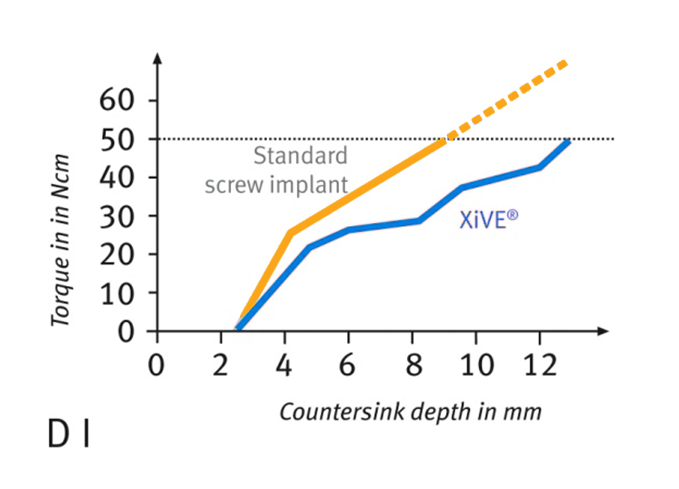 60
50
40
30
20
10
0
Torque in in Ncm
Standard
screw implant
XiVE®
0 2 4 6 8 10 12
Countersink depth in mm
D I